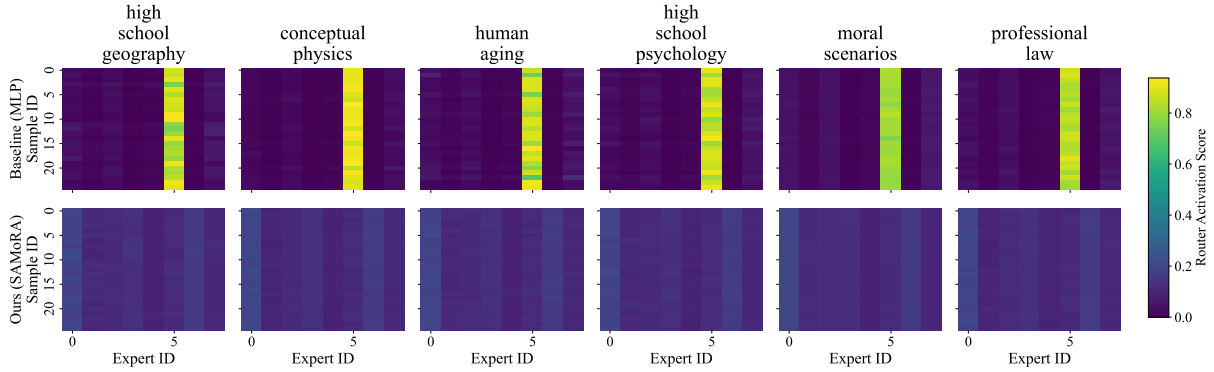 high
school
geography
conceptual
physics
human
aging
high
school
psychology
moral
scenarios
professional
law
Baseline (MLP)
Sample ID
0
5
10
15
20
Ours (SAMoRA)
Sample ID
0
5
10
15
20
0 5
0 5
0 5
0 5
0 5
0 5
Expert ID
Expert ID
Expert ID
Expert ID
Expert ID
Expert ID
0.8
0.6
0.4
0.2
0.0
Router Activation Score